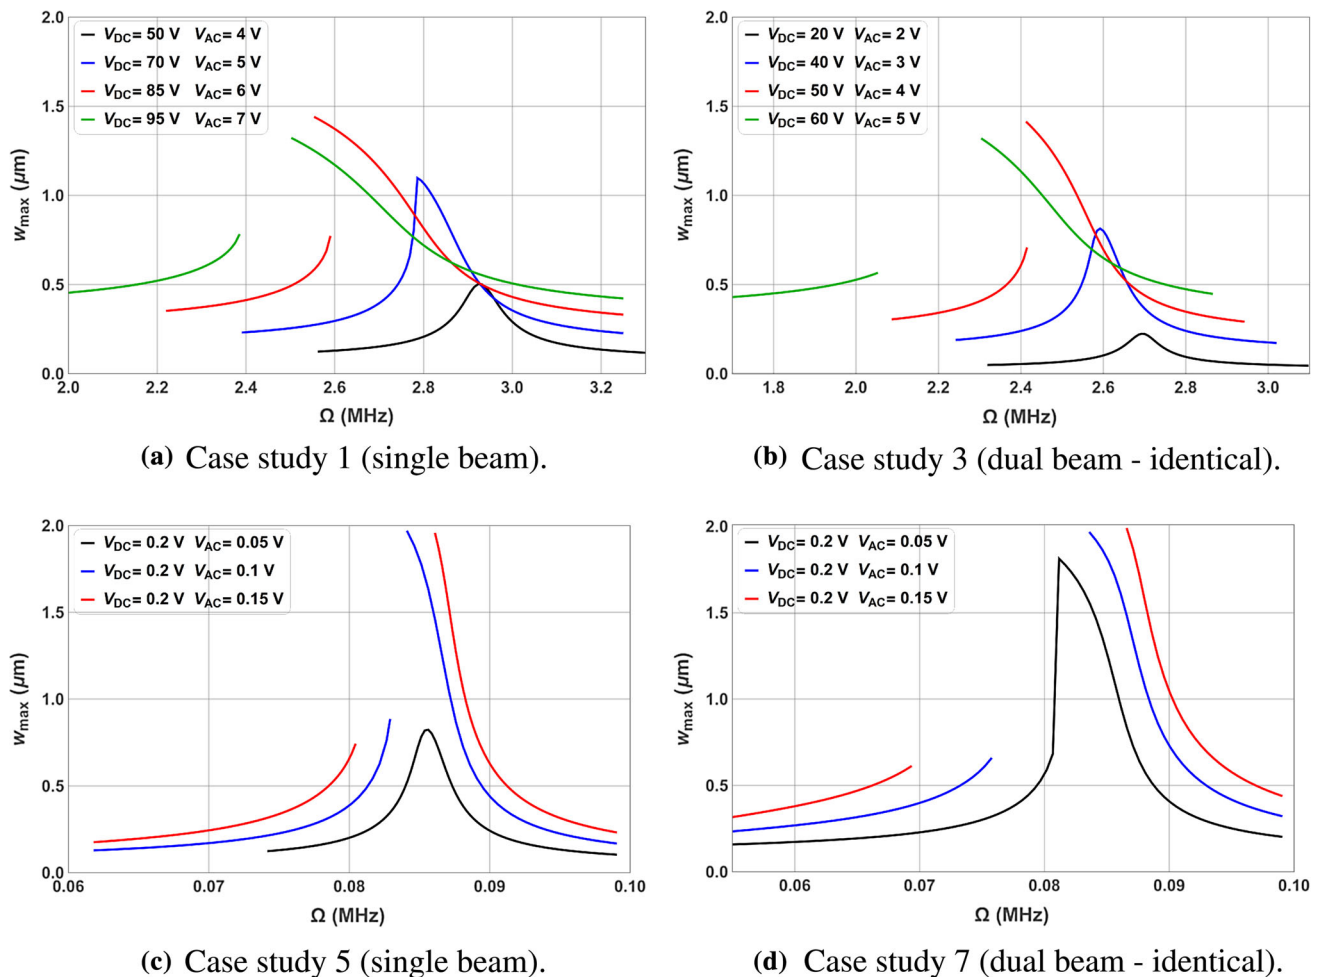 2.0
V_DC= 50 V V_AC= 4 V
V_DC= 70 V V_AC= 5 V
V_DC= 85 V V_AC= 6 V
V_DC= 95 V V_AC= 7 V
1.5
1.0
0.5
0.0
w_max (μm)
2.0 2.2 2.4 2.6 2.8 3.0 3.2
Ω (MHz)
(a) Case study 1 (single beam).
2.0
V_DC= 20 V V_AC= 2 V
V_DC= 40 V V_AC= 3 V
V_DC= 50 V V_AC= 4 V
V_DC= 60 V V_AC= 5 V
1.5
1.0
0.5
0.0
w_max (μm)
1.8 2.0 2.2 2.4 2.6 2.8 3.0
Ω (MHz)
(b) Case study 3 (dual beam - identical).
2.0
V_DC= 0.2 V V_AC= 0.05 V
V_DC= 0.2 V V_AC= 0.1 V
V_DC= 0.2 V V_AC= 0.15 V
1.5
1.0
0.5
0.0
w_max (μm)
0.06 0.07 0.08 0.09 0.10
Ω (MHz)
(c) Case study 5 (single beam).
2.0
V_DC= 0.2 V V_AC= 0.05 V
V_DC= 0.2 V V_AC= 0.1 V
V_DC= 0.2 V V_AC= 0.15 V
1.5
1.0
0.5
0.0
w_max (μm)
0.06 0.07 0.08 0.09 0.10
Ω (MHz)
(d) Case study 7 (dual beam - identical).